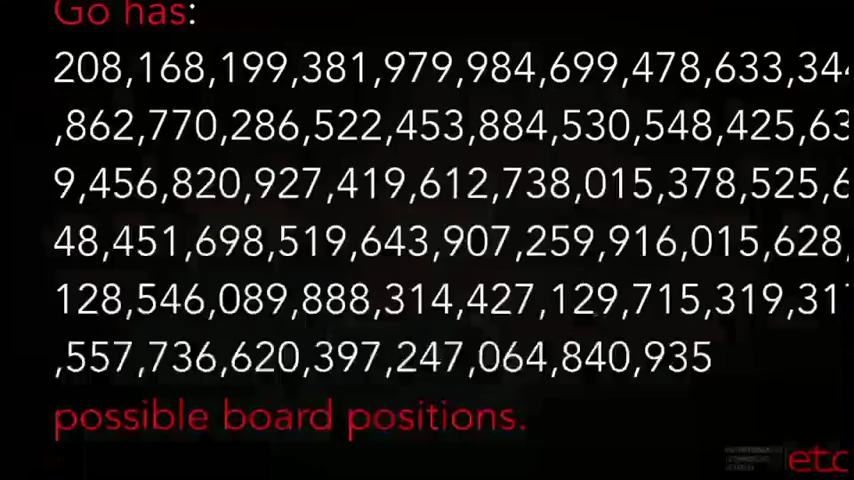 Go has:
208,168,199,381,979,984,699,478,633,344
,862,770,286,522,453,884,530,548,425,63
9,456,820,927,419,612,738,015,378,525,6
48,451,698,519,643,907,259,916,015,628,
128,546,089,888,314,427,129,715,319,317
,557,736,620,397,247,064,840,935
possible board positions.
etc